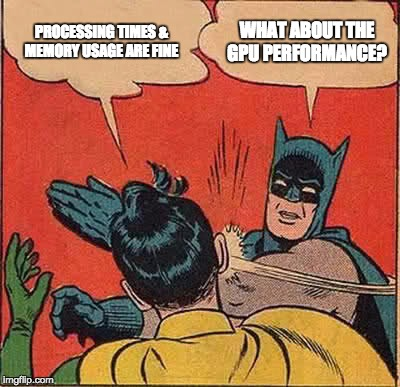 PROCESSING TIMES &
MEMORY USAGE ARE FINE
WHAT ABOUT THE
GPU PERFORMANCE?
imgflip.com